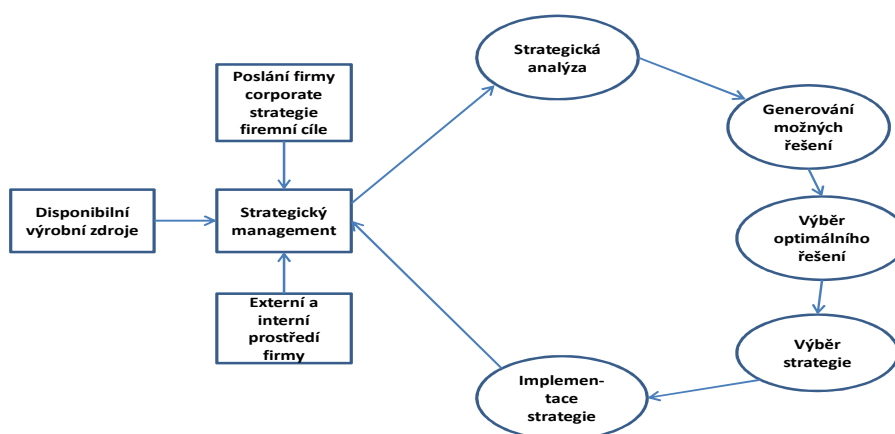 Strategická
analýza
Poslání firmy
corporate
strategie
firemní cíle
Generování
možných
řešení
Disponibilní
výrobní zdroje
Strategický
management
Výběr
optimálního
řešení
Externí a
interní
prostředí
firmy
Výběr
strategie
Implemen-
tace
strategie